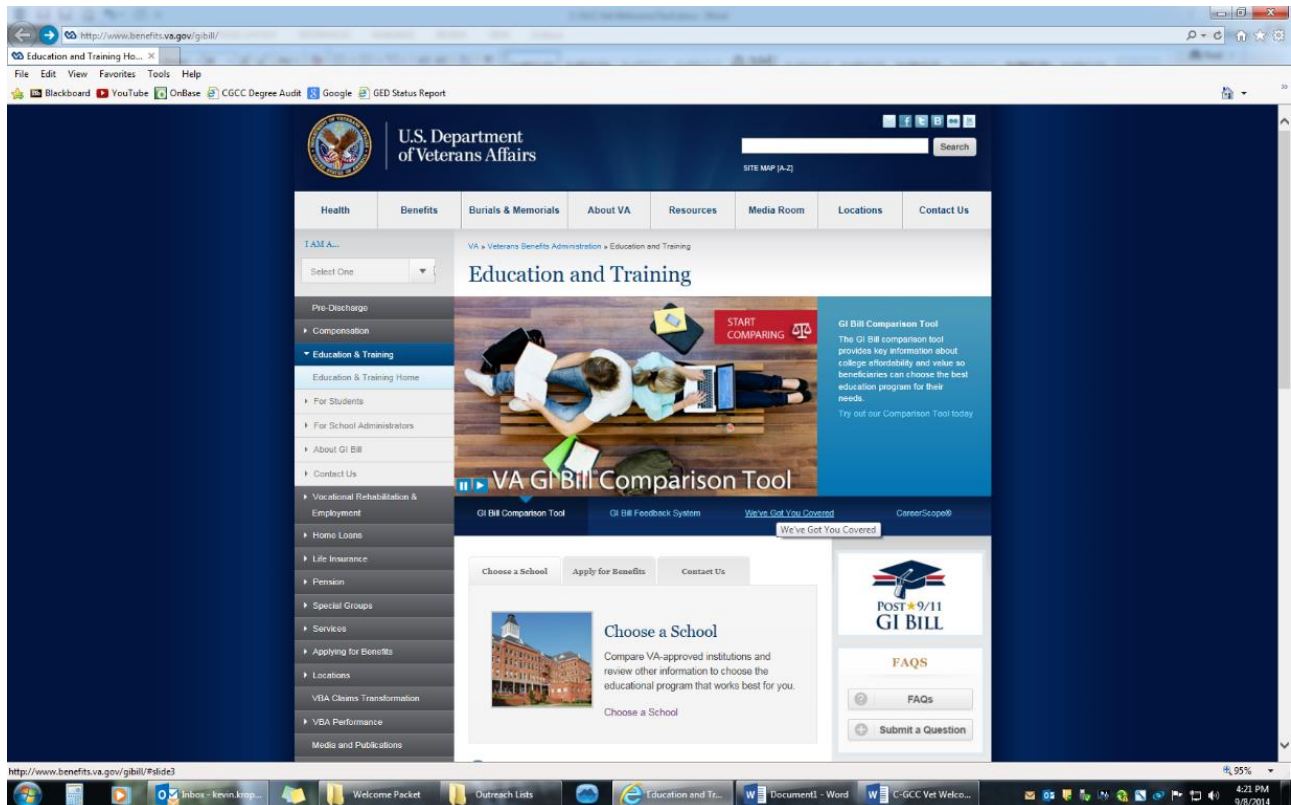 http://www.benefits.va.gov/gibill/
Education and Training Ho...
File Edit View Favorites Tools Help
Blackboard YouTube OnBase CGCC Degree Audit Google GED Status Report
U.S. Department
of Veterans Affairs
Search
SITE MAP [A-Z]
Health Benefits Burials & Memorials About VA Resources Media Room Locations Contact Us
I AM A...
Select One
VA » Veterans Benefits Administration » Education and Training
Education and Training
Pre-Discharge
Compensation
Education & Training
Education & Training Home
For Students
For School Administrators
About GI Bill
Contact Us
Vocational Rehabilitation &
Employment
Home Loans
Life Insurance
Pension
Special Groups
Services
Applying for Benefits
Locations
VBA Claims Transformation
VBA Performance
Media and Publications
START
COMPARING
VA GI Bill Comparison Tool
GI Bill Comparison Tool
The GI Bill comparison tool
provides key information about
college affordability and value so
beneficiaries can choose the best
education program for their
needs.
Try out our Comparison Tool today
GI Bill Comparison Tool GI Bill Feedback System We've Got You Covered CareerScope®
We've Got You Covered
Choose a School Apply for Benefits Contact Us
Choose a School
Compare VA-approved institutions and
review other information to choose the
educational program that works best for you.
Choose a School
POST 9/11
GI BILL
FAQS
FAQs
Submit a Question
http://www.benefits.va.gov/gibill/#slide3
95%
Inbox - kevin.krop... Welcome Packet Outreach Lists Education and Tr... Document1 - Word C-GCC Vet Welco...
4:21 PM
9/8/2014